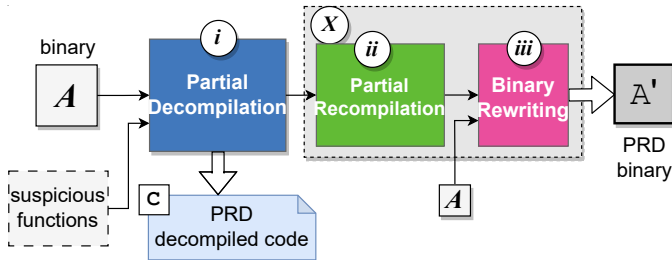 binary
A
suspicious
functions
i
Partial
Decompilation
C
PRD
decompiled code
X
ii
Partial
Recompilation
iii
Binary
Rewriting
A
A'
PRD
binary